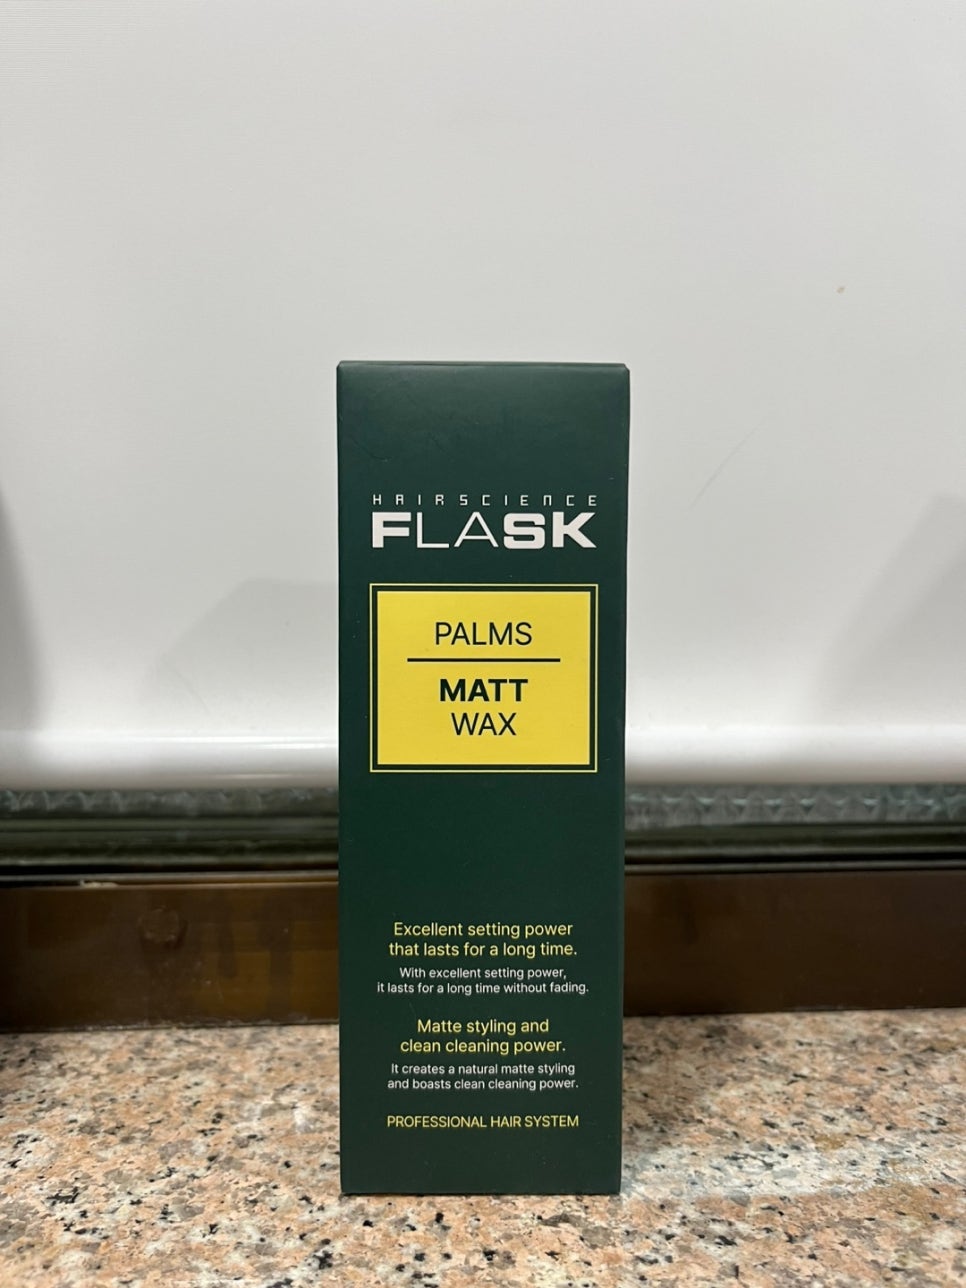 HAIRSCIENCE
FLASK
PALMS
MATT
WAX
Excellent setting power
that lasts for a long time.
With excellent setting power,
it lasts for a long time without fading.
Matte styling and
clean cleaning power.
It creates a natural matte styling
and boasts clean cleaning power.
PROFESSIONAL HAIR SYSTEM